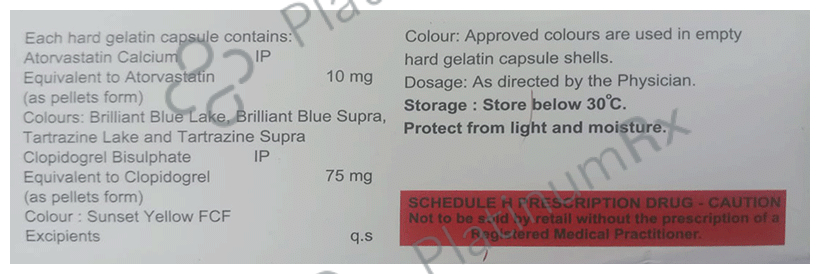 Each hard gelatin capsule contains:
Atorvastatin Calcium IP
Equivalent to Atorvastatin 10 mg
(as pellets form)
Colours: Brilliant Blue Lake, Brilliant Blue Supra,
Tartrazine Lake and Tartrazine Supra
Clopidogrel Bisulphate IP
Equivalent to Clopidogrel 75 mg
(as pellets form)
Colour : Sunset Yellow FCF
Excipients q.s
Colour: Approved colours are used in empty
hard gelatin capsule shells.
Dosage: As directed by the Physician.
Storage : Store below 30°C.
Protect from light and moisture.
SCHEDULE H PRESCRIPTION DRUG - CAUTION
Not to be sold by retail without the prescription of a
Registered Medical Practitioner.
PlatinumRx